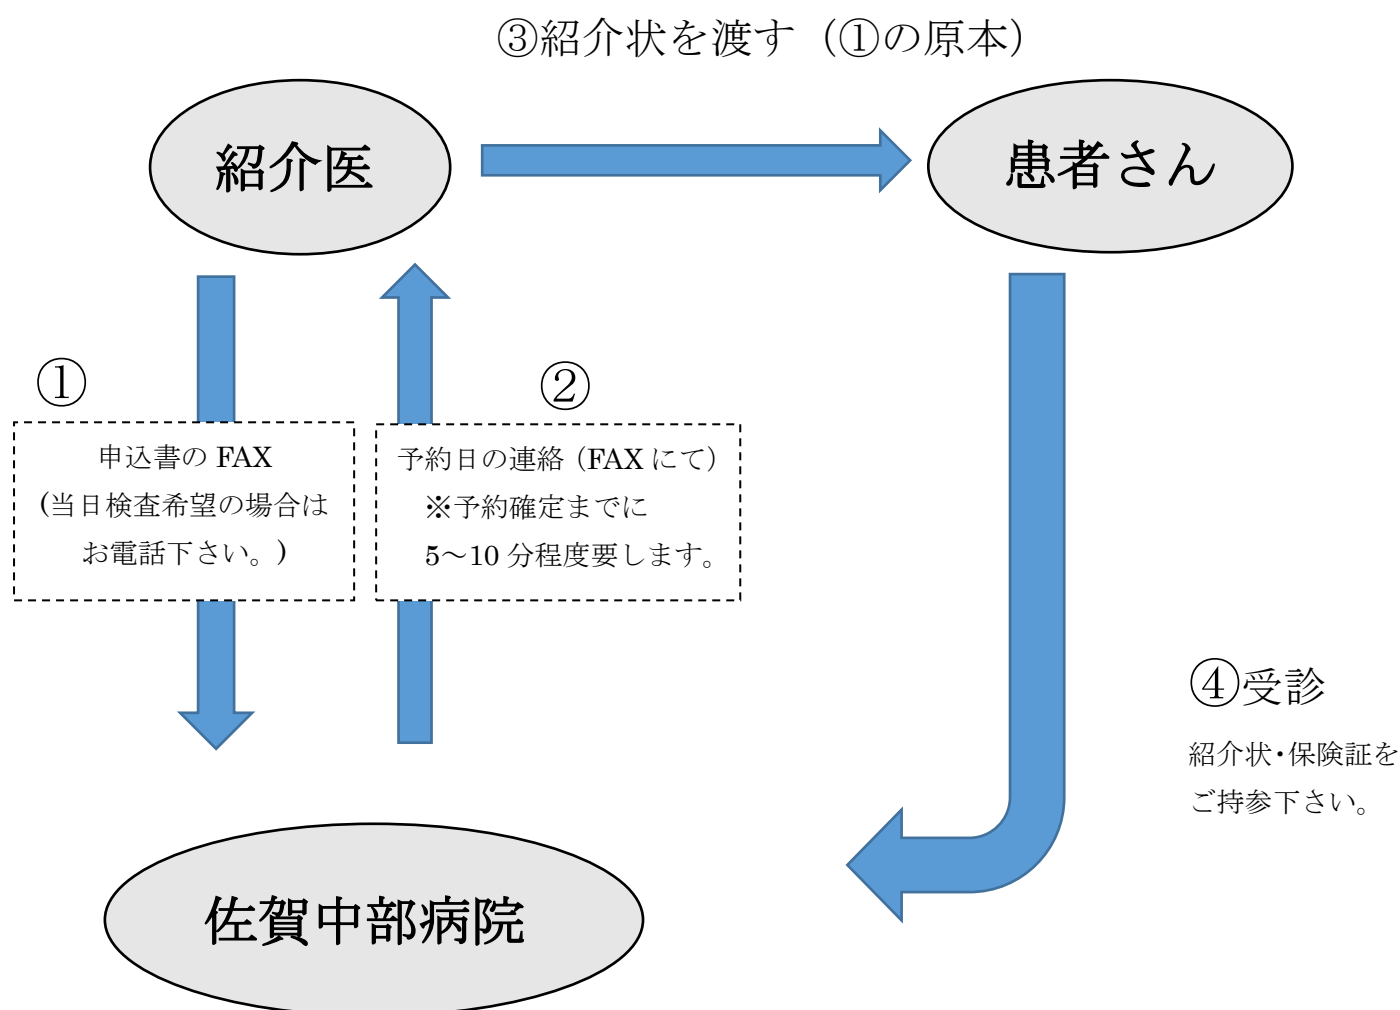 ③紹介状を渡す（①の原本）
紹介医
患者さん
①
申込書の FAX
(当日検査希望の場合は
お電話下さい。)
②
予約日の連絡（FAX にて）
※予約確定までに
5～10 分程度要します。
④受診
紹介状・保険証を
ご持参下さい。
佐賀中部病院